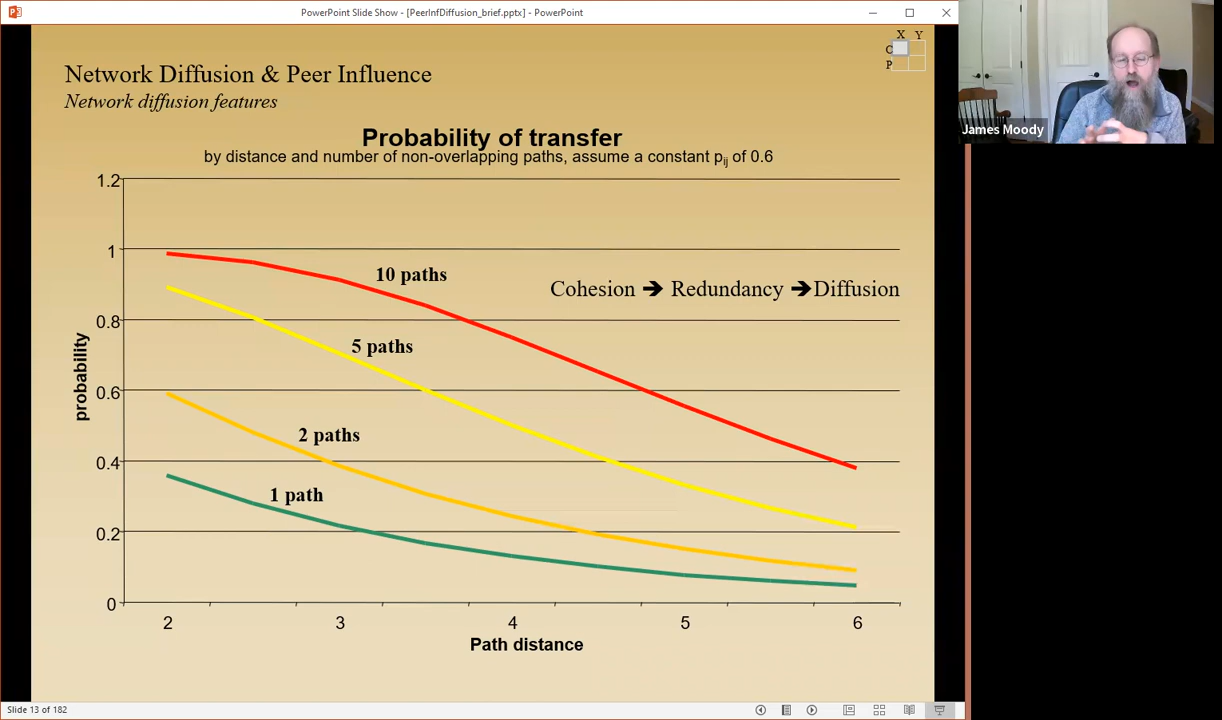 PowerPoint Slide Show - [PeerInfDiffusion_brief.pptx] - PowerPoint
X Y
C
P
Network Diffusion & Peer Influence
Network diffusion features
James Moody
Probability of transfer
by distance and number of non-overlapping paths, assume a constant pij of 0.6
1.2
1
0.8
0.6
0.4
0.2
0
probability
10 paths
Cohesion ➔ Redundancy ➔Diffusion
5 paths
2 paths
1 path
2 3 4 5 6
Path distance
Slide 13 of 182